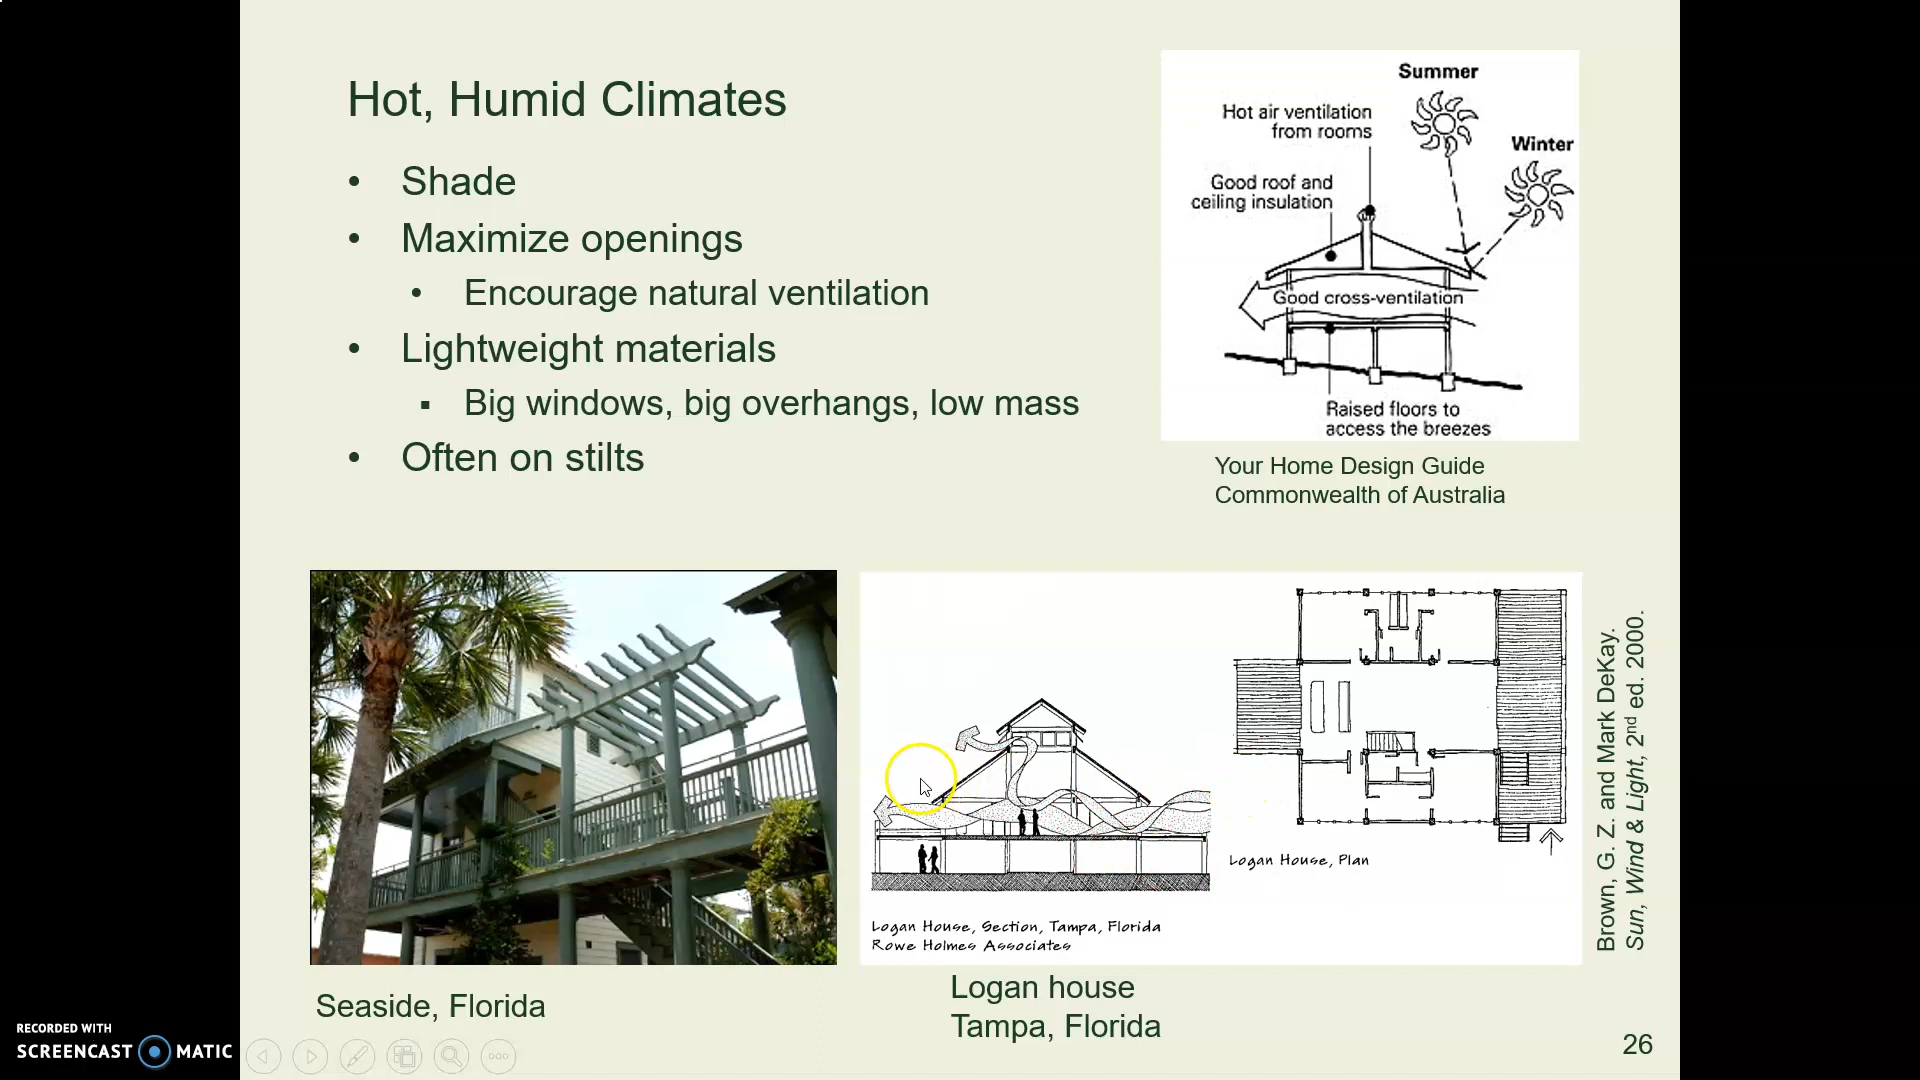 Hot, Humid Climates
• Shade
• Maximize openings
• Encourage natural ventilation
• Lightweight materials
▪ Big windows, big overhangs, low mass
• Often on stilts
Summer
Hot air ventilation
from rooms
Winter
Good roof and
ceiling insulation
Good cross-ventilation
Raised floors to
access the breezes
Your Home Design Guide
Commonwealth of Australia
Seaside, Florida
Logan House, Section, Tampa, Florida
Rowe Holmes Associates
Logan House, Plan
Logan house
Tampa, Florida
Brown, G. Z. and Mark DeKay.
Sun, Wind & Light, 2nd ed. 2000.
26
RECORDED WITH
SCREENCAST MATIC